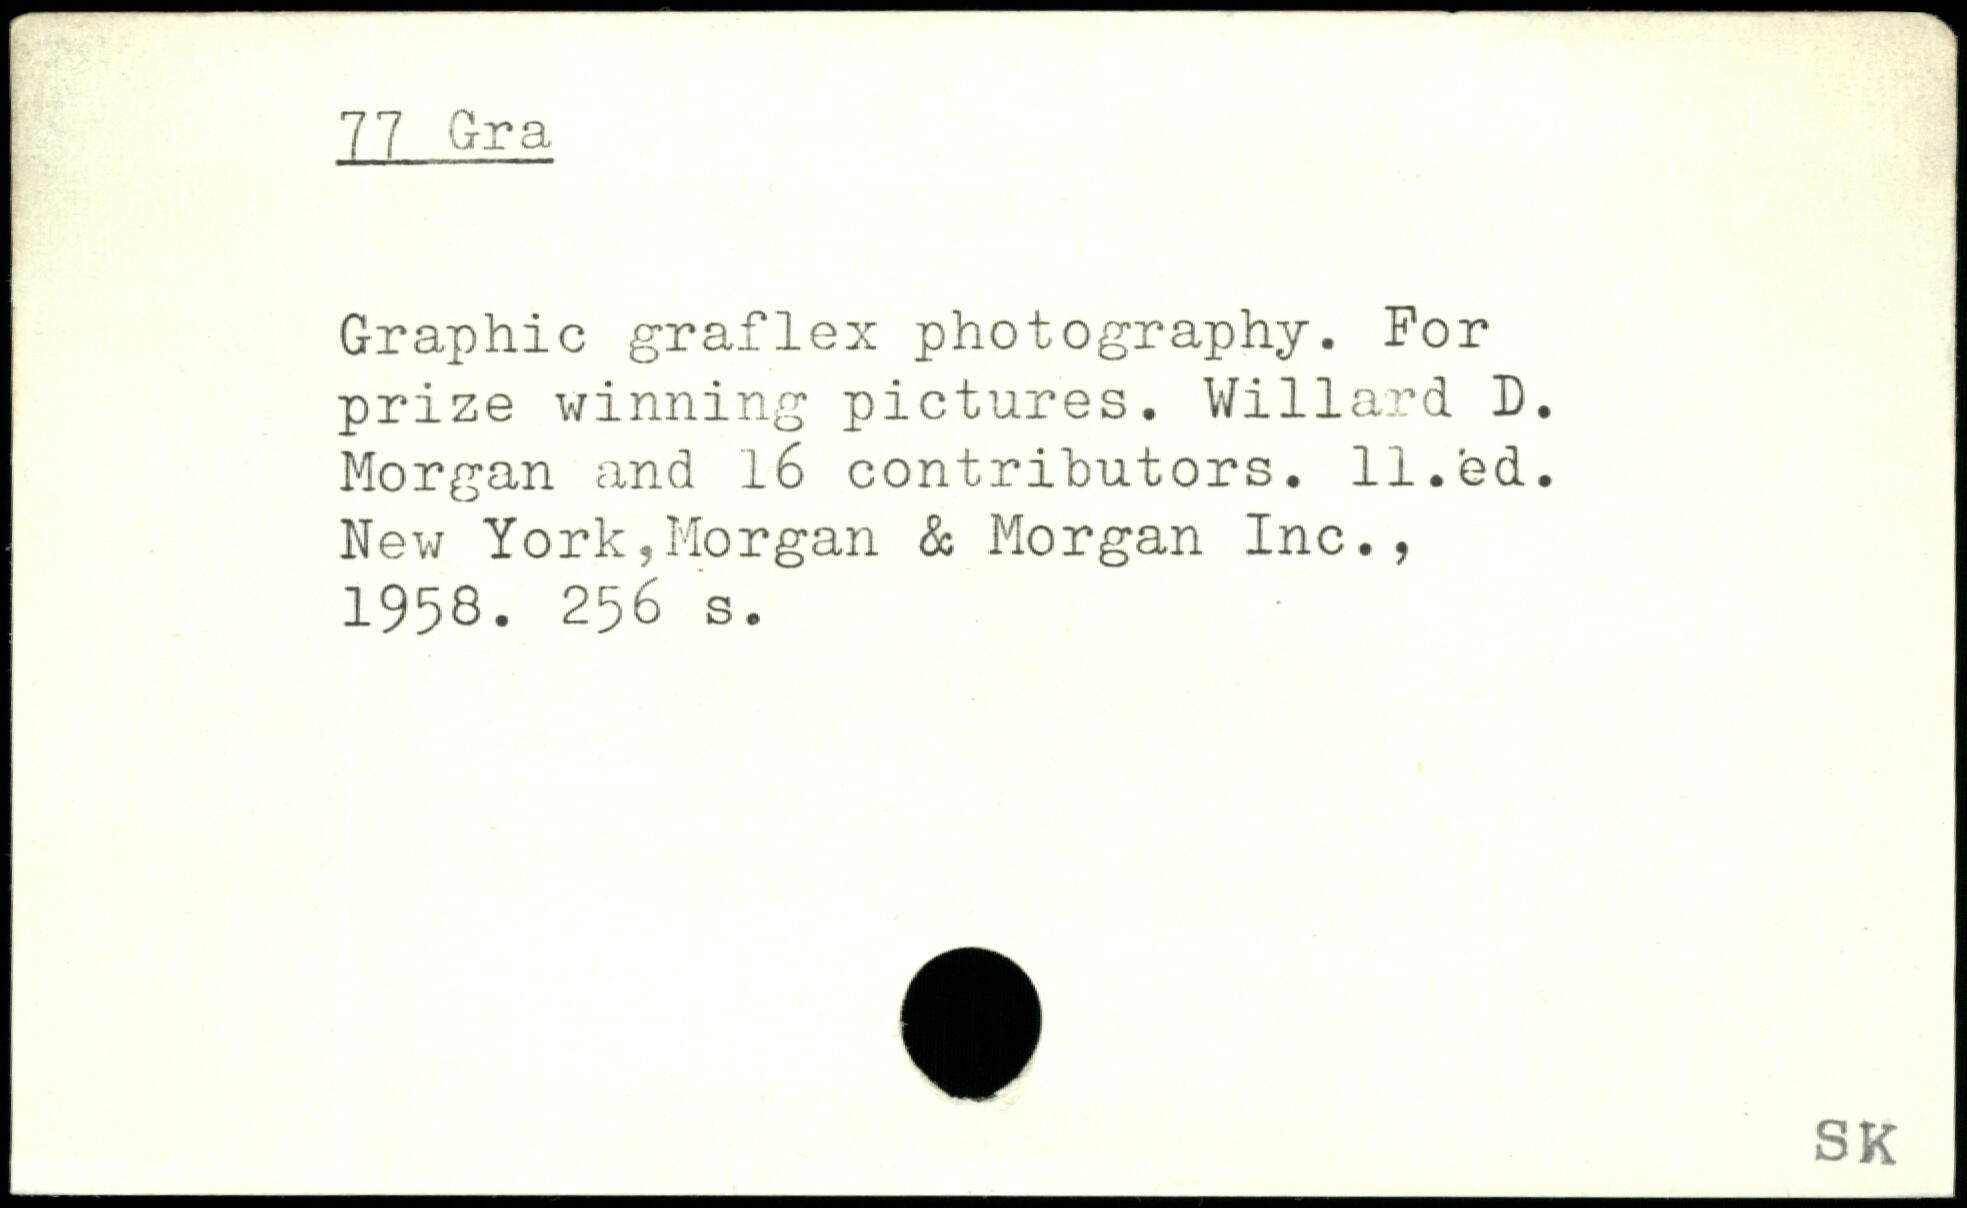 77 Gra
Graphic graflex photography. For
prize winning pictures. Willard D.
Morgan and 16 contributors. 11.ed.
New York,Morgan & Morgan Inc.,
1958. 256 s.
SK